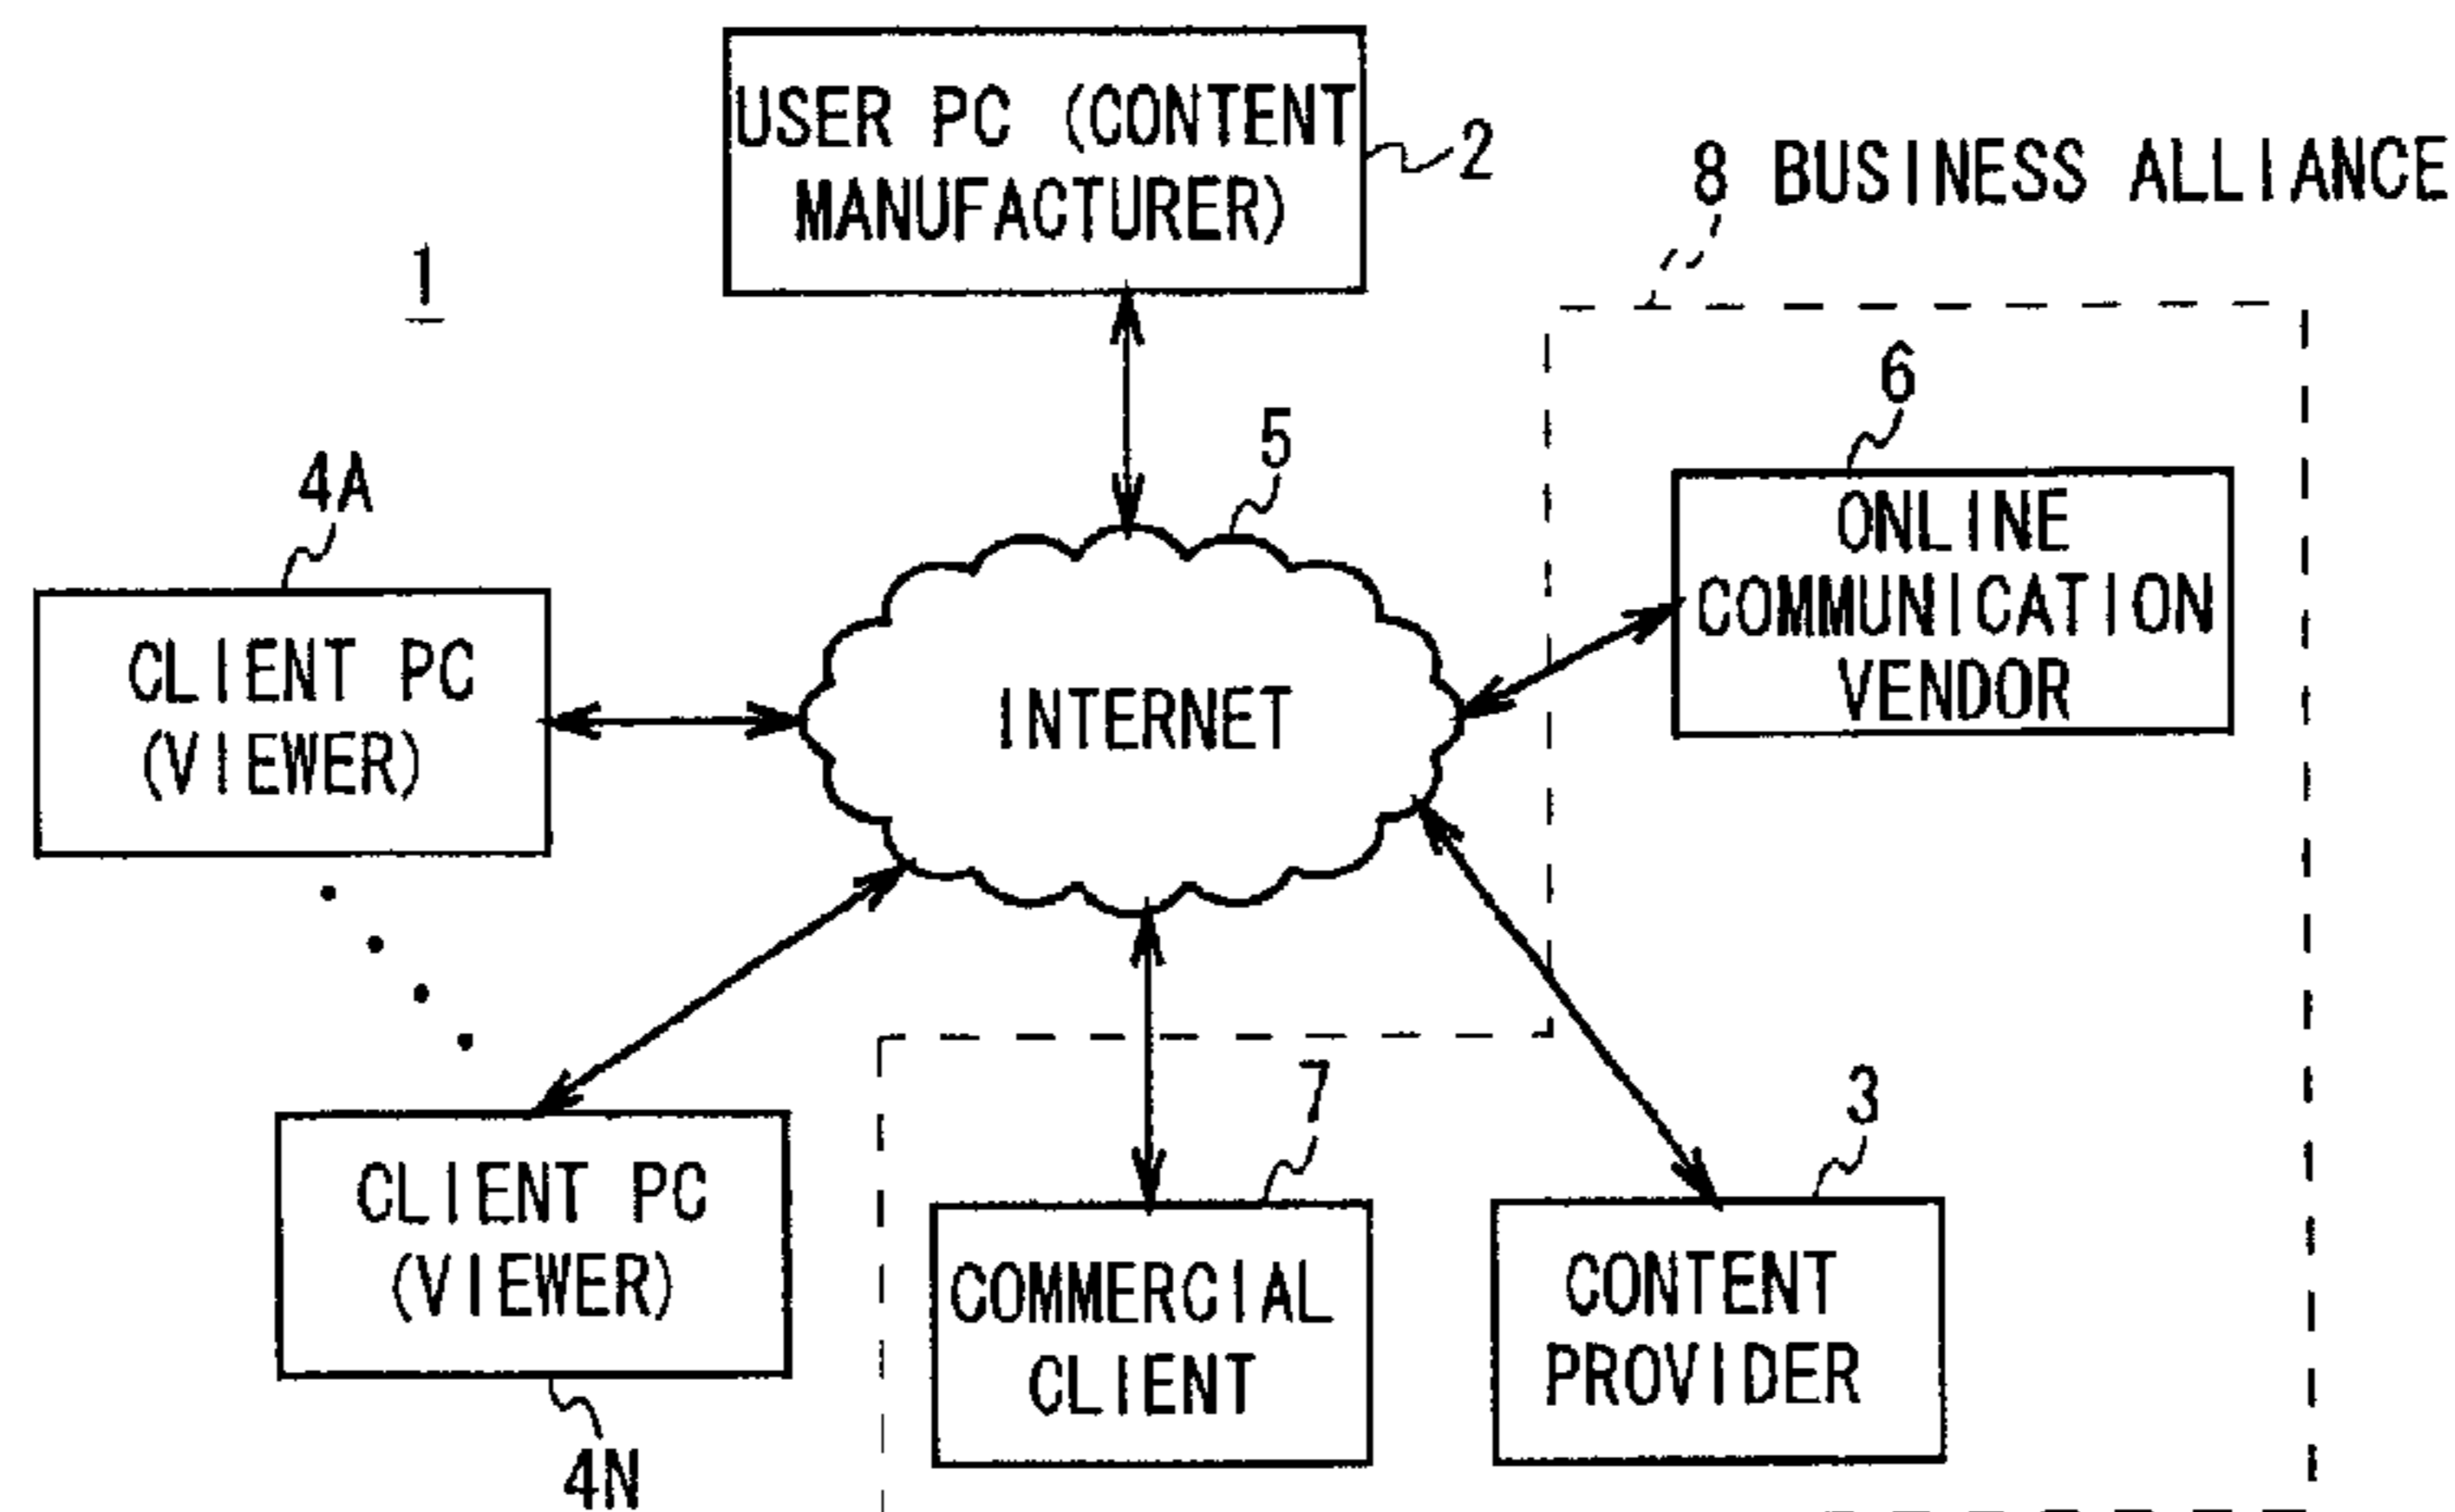 USER PC (CONTENT
MANUFACTURER)
2
8 BUSINESS ALLIANCE
1
6
5
4A
ONLINE
COMMUNICATION
VENDOR
CLIENT PC
(VIEWER)
INTERNET
7
3
CLIENT PC
(VIEWER)
COMMERCIAL
CLIENT
CONTENT
PROVIDER
4N